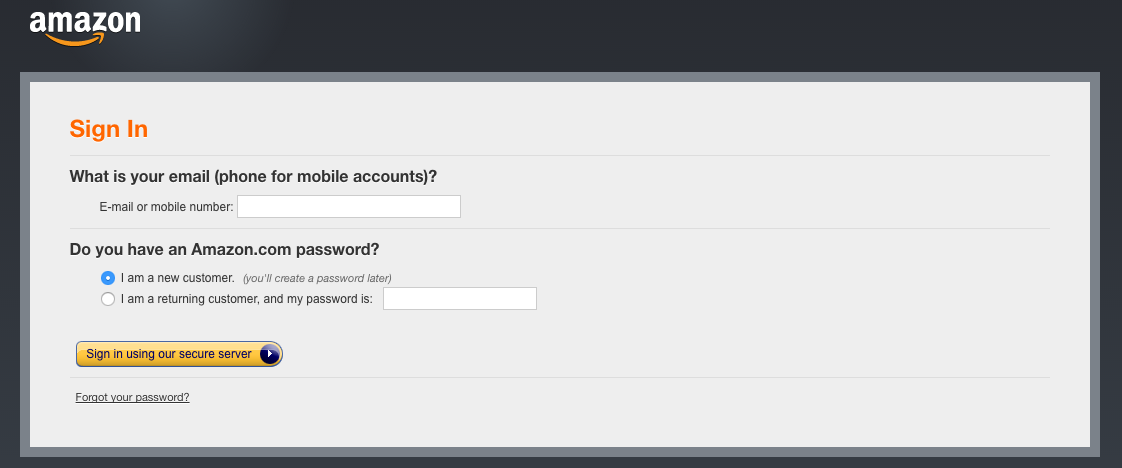 amazon
Sign In
What is your email (phone for mobile accounts)?
E-mail or mobile number:
Do you have an Amazon.com password?
I am a new customer. (you'll create a password later)
I am a returning customer, and my password is:
Sign in using our secure server
Forgot your password?